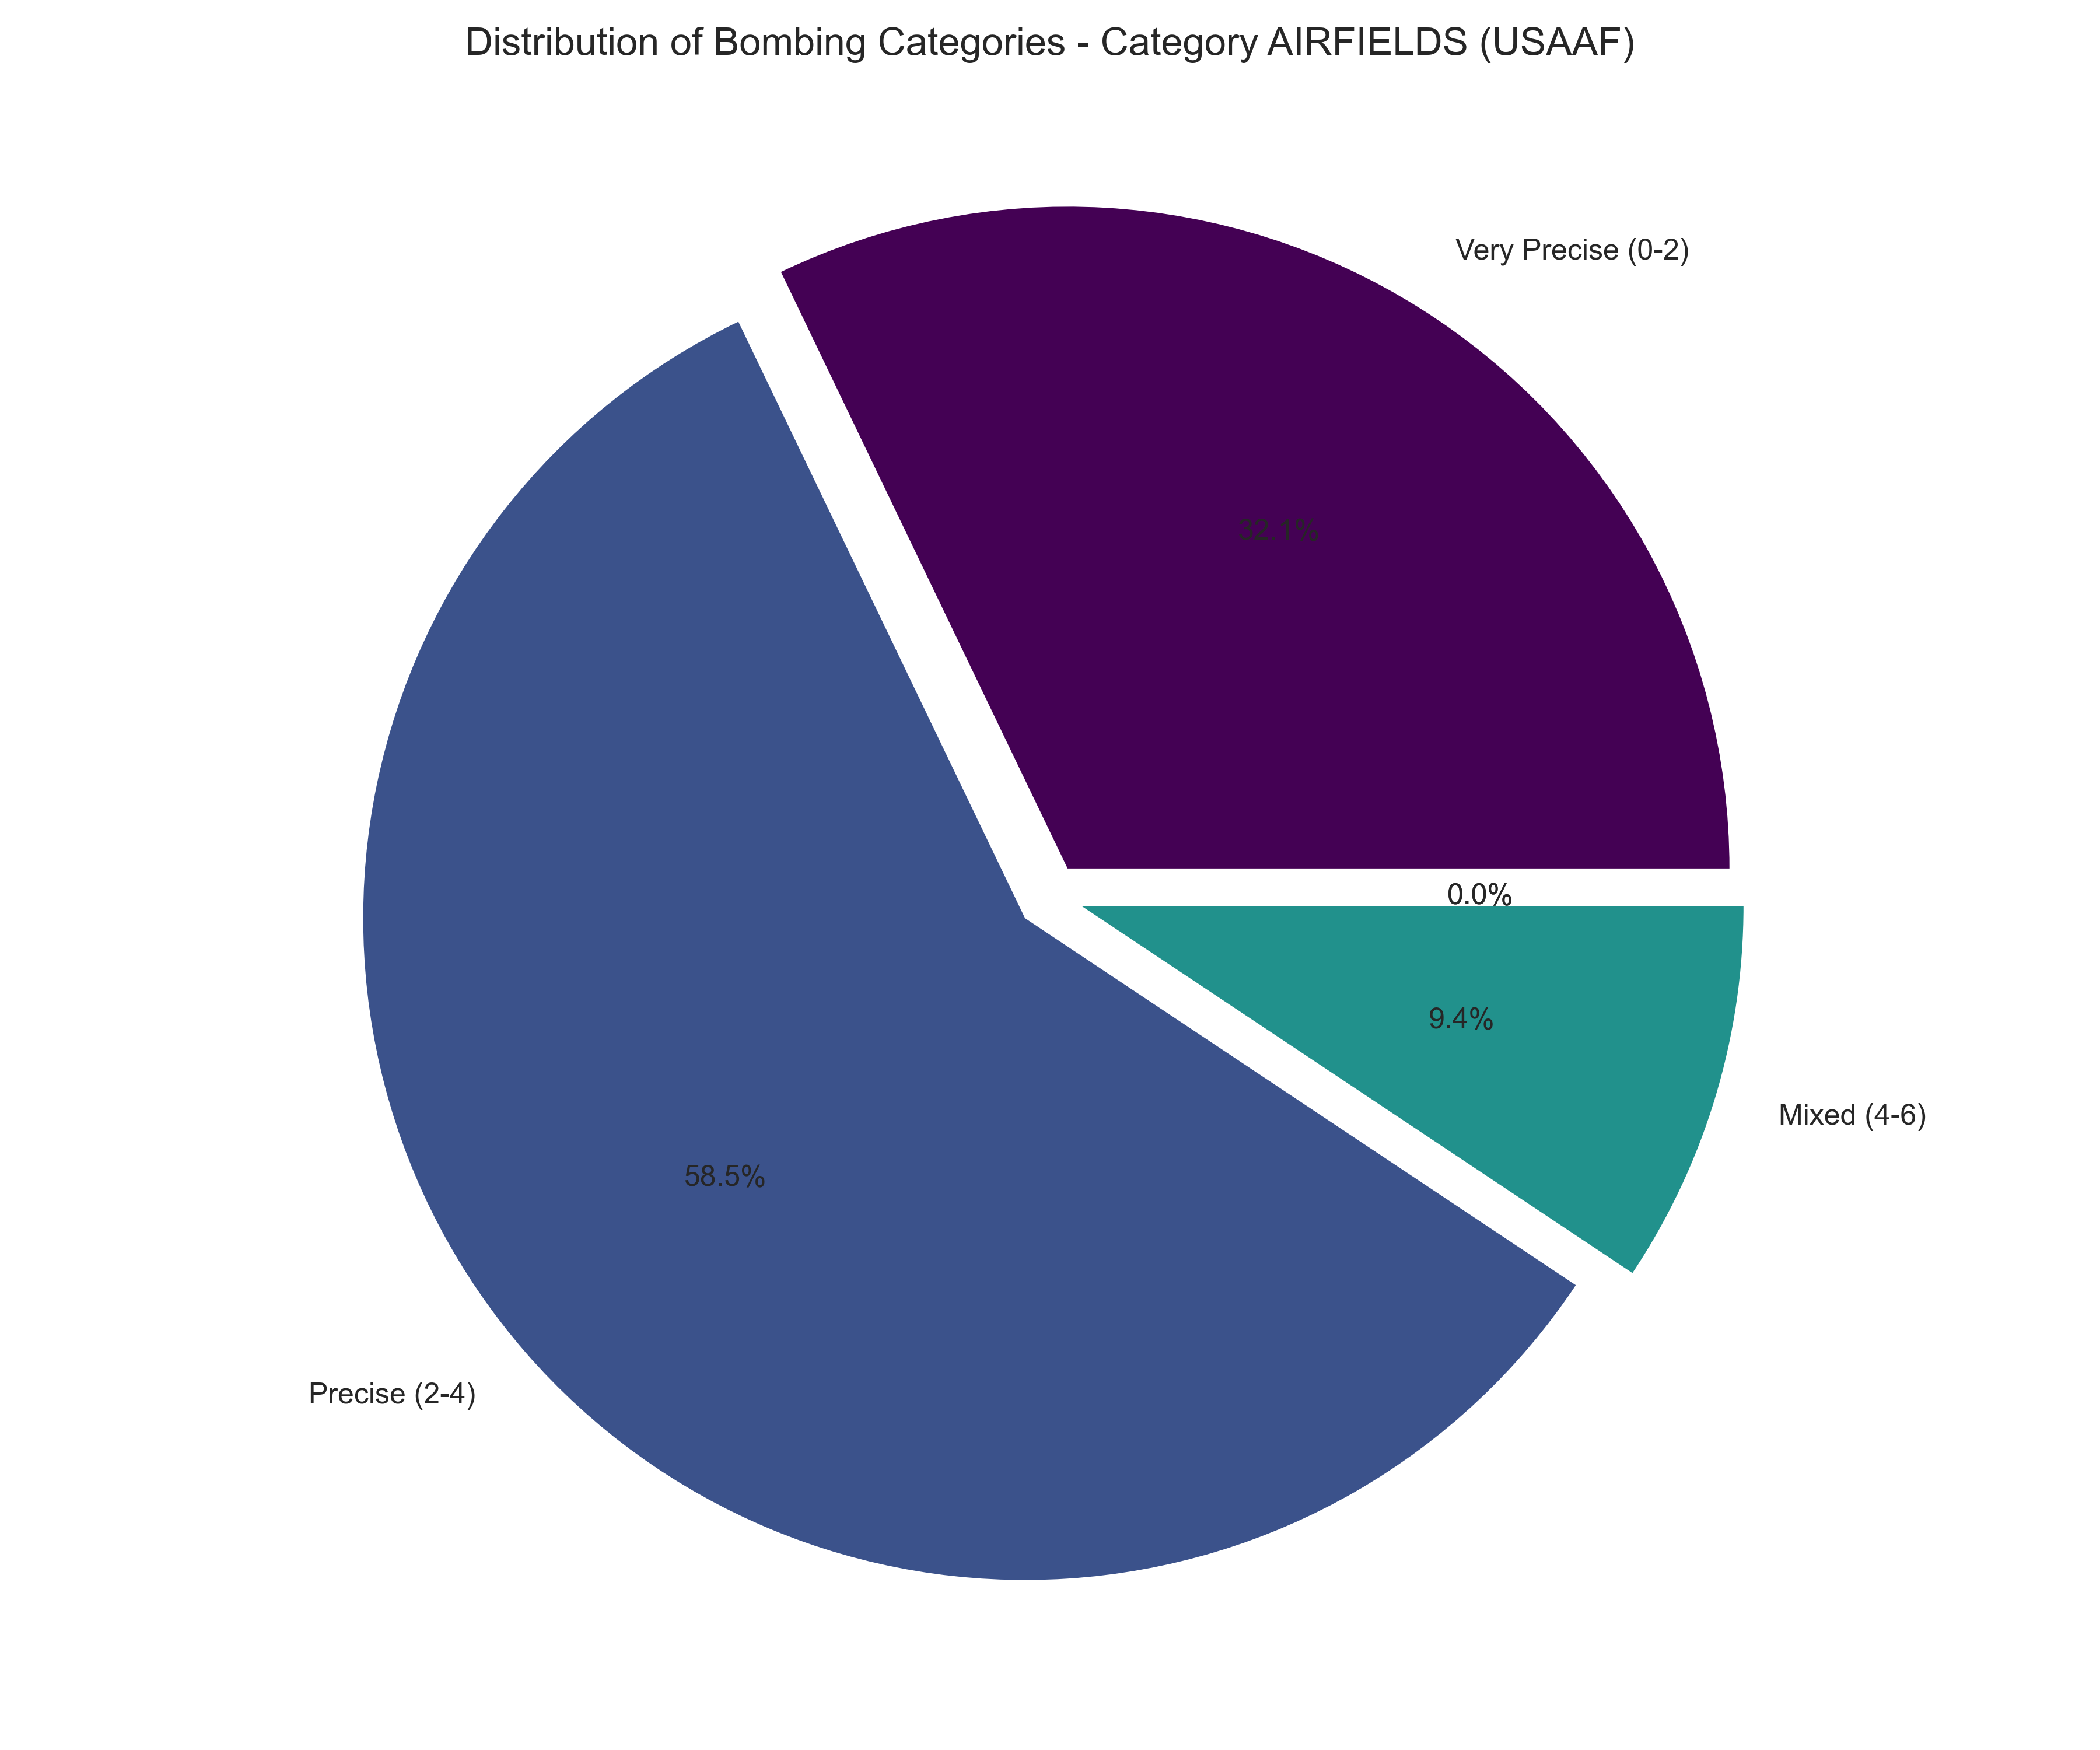 Distribution of Bombing Categories - Category AIRFIELDS (USAAF)
Very Precise (0-2)
32.1%
0.0%
9.4%
Mixed (4-6)
58.5%
Precise (2-4)